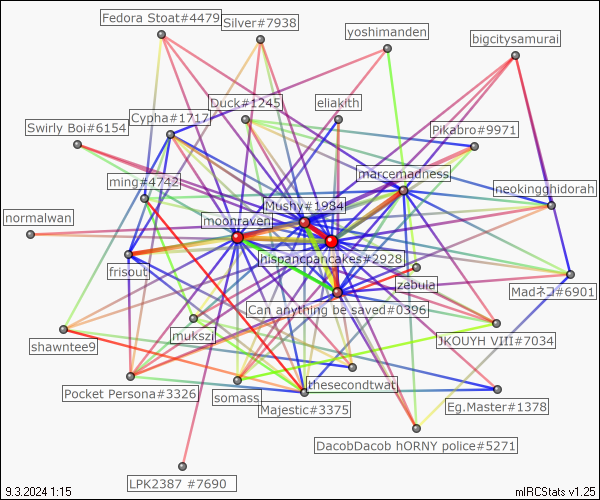 Fedora Stoat#4479
Silver#7938
yoshimanden
bigcitysamurai
Duck#1245
eliakith
Cypha#1717
Swirly Boi#6154
Pikabro#9971
marcemadness
ming#4742
neokingghidorah
Mushy#1984
normalwan
moonraven
hispancpancakes#2928
frisout
zebula
Madネコ#6901
Can anything be saved#0396
mukszi
JKOUYH VIII#7034
shawntee9
thesecondtwat
Pocket Persona#3326
somass
Majestic#3375
Eg.Master#1378
DacobDacob hORNY police#5271
LPK2387 #7690
9.3.2024 1:15
mIRCStats v1.25